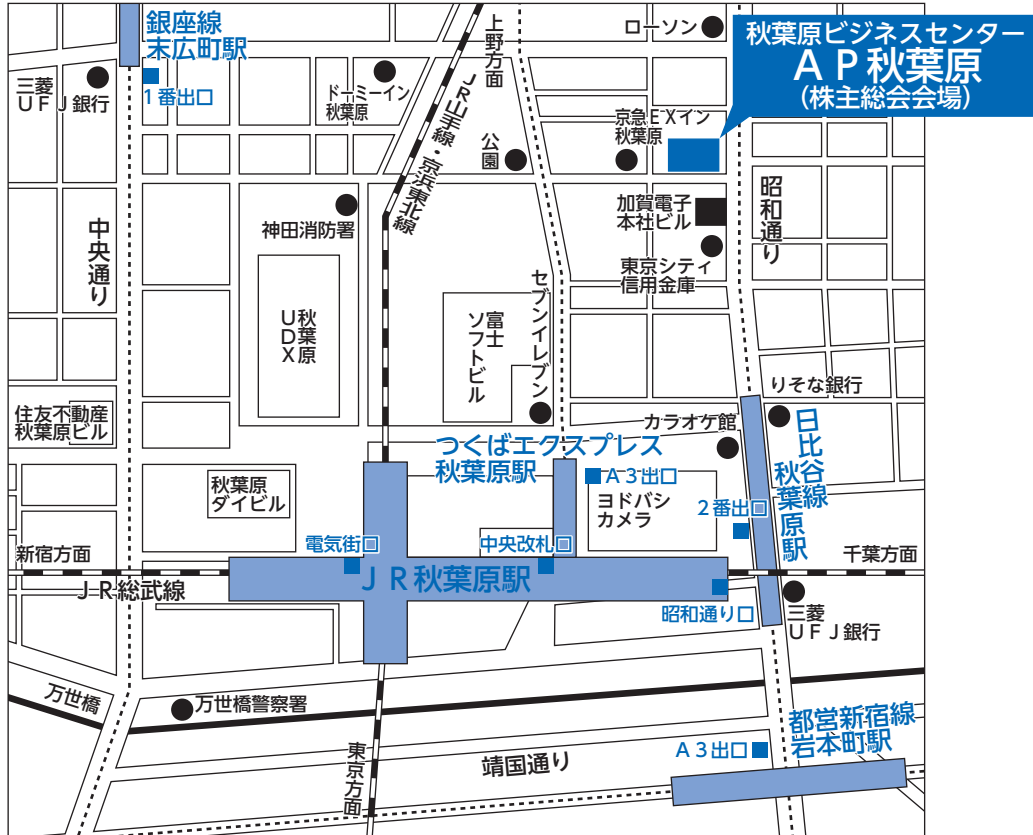 銀座線
末広町駅
1番出口
三菱
UFJ銀行
ドーミーイン
秋葉原
上野方面
JR山手線・京浜東北線
公園
ローソン
秋葉原ビジネスセンター
AP秋葉原
(株主総会会場)
京急EXイン
秋葉原
中央通り
神田消防署
加賀電子
本社ビル
東京シティ
信用金庫
昭和通り
秋葉原
UDX
富士
ソフトビル
セブンイレブン
住友不動産
秋葉原ビル
りそな銀行
カラオケ館
つくばエクスプレス
秋葉原駅
A3出口
ヨドバシ
カメラ
2番出口
日比谷線
秋葉原駅
秋葉原
ダイビル
電気街口
中央改札口
新宿方面
千葉方面
JR総武線
JR秋葉原駅
昭和通り口
三菱
UFJ銀行
万世橋
万世橋警察署
東京方面
靖国通り
A3出口
都営新宿線
岩本町駅